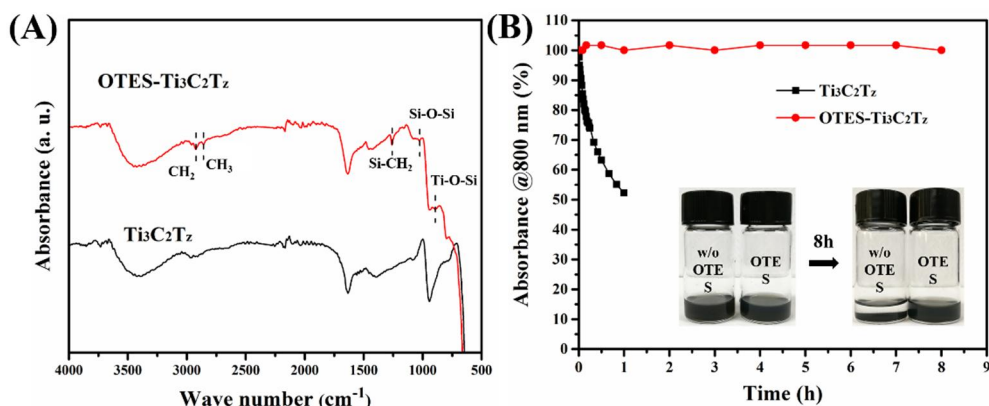 (A)
OTES-Ti3C2Tz
Si-O-Si
CH2
CH3
Si-CH2
Ti-O-Si
Ti3C2Tz
Absorbance (a. u.)
4000 3500 3000 2500 2000 1500 1000 500
Wave number (cm-1)
(B)
110
100
90
80
70
60
50
40
30
20
10
0
Absorbance @800 nm (%)
Ti3C2Tz
OTES-Ti3C2Tz
w/o
OTE
S
OTE
S
8h
w/o
OTE
S
OTE
S
0 1 2 3 4 5 6 7 8 9
Time (h)